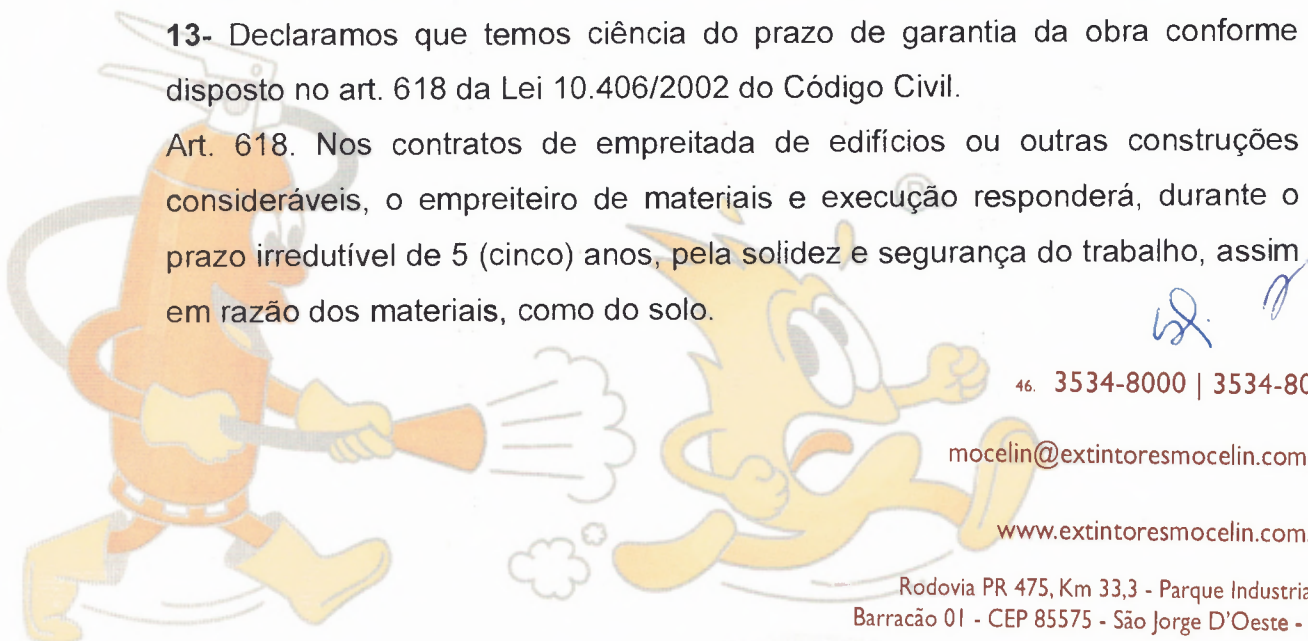 13- Declaramos que temos ciência do prazo de garantia da obra conforme
disposto no art. 618 da Lei 10.406/2002 do Código Civil.
Art. 618. Nos contratos de empreitada de edifícios ou outras construções
consideráveis, o empreiteiro de materiais e execução responderá, durante o
prazo irredutível de 5 (cinco) anos, pela solidez e segurança do trabalho, assim
em razão dos materiais, como do solo.
46. 3534-8000 | 3534-80
mocelin@extintoresmocelin.com
www.extintoresmocelin.com.
Rodovia PR 475, Km 33,3 - Parque Industria
Barracão 01 - CEP 85575 - São Jorge D'Oeste -